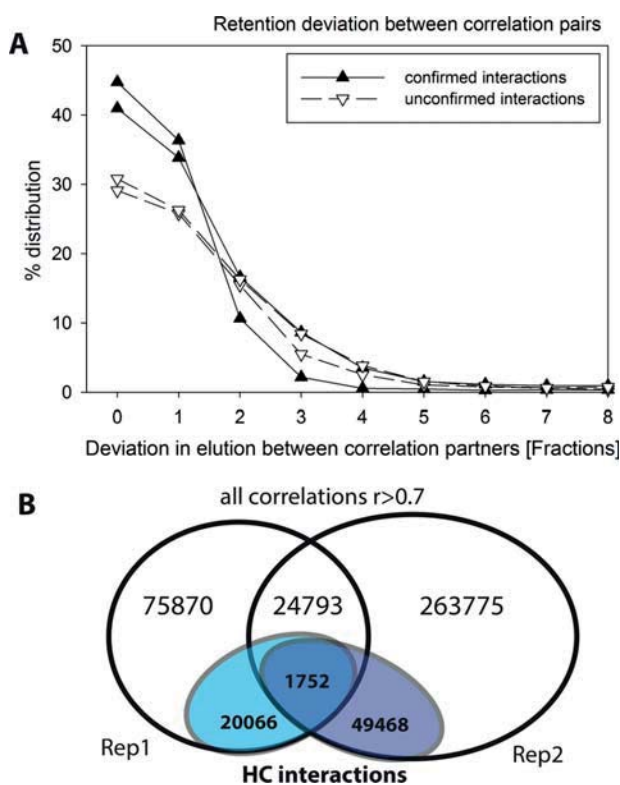 Retention deviation between correlation pairs
A
50
40
30
20
10
0
% distribution
confirmed interactions
unconfirmed interactions
0 1 2 3 4 5 6 7 8
Deviation in elution between correlation partners [Fractions]
B
all correlations r>0.7
75870 24793 263775
1752
20066 49468
Rep1 Rep2
HC interactions